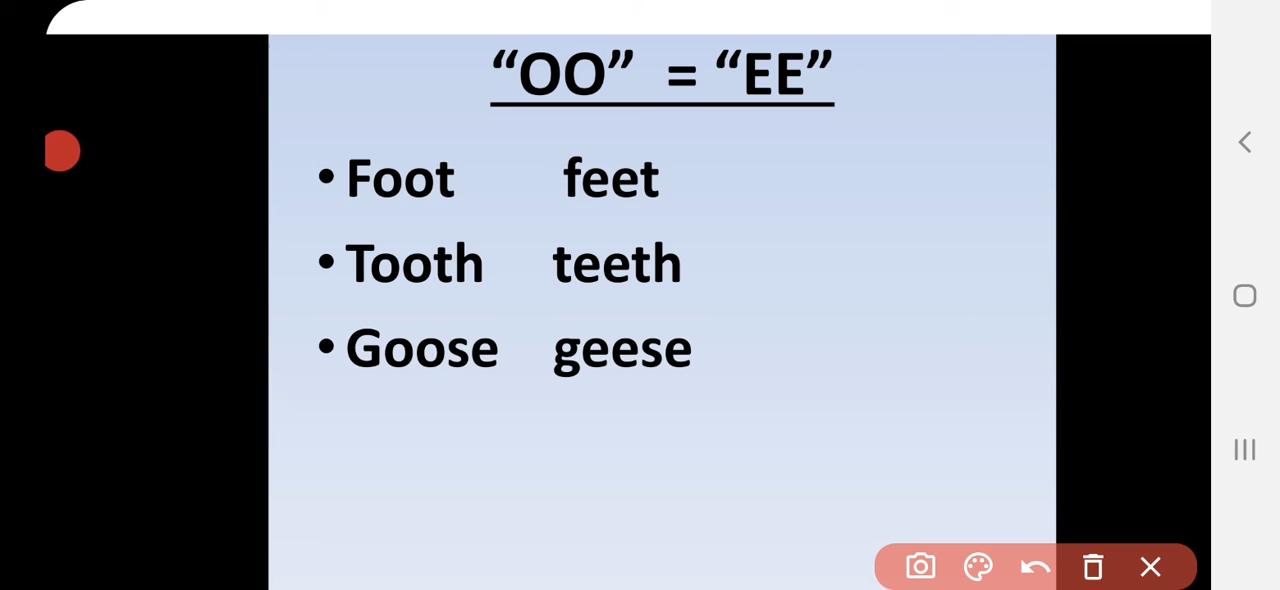 “OO” = “EE”
• Foot feet
• Tooth teeth
• Goose geese